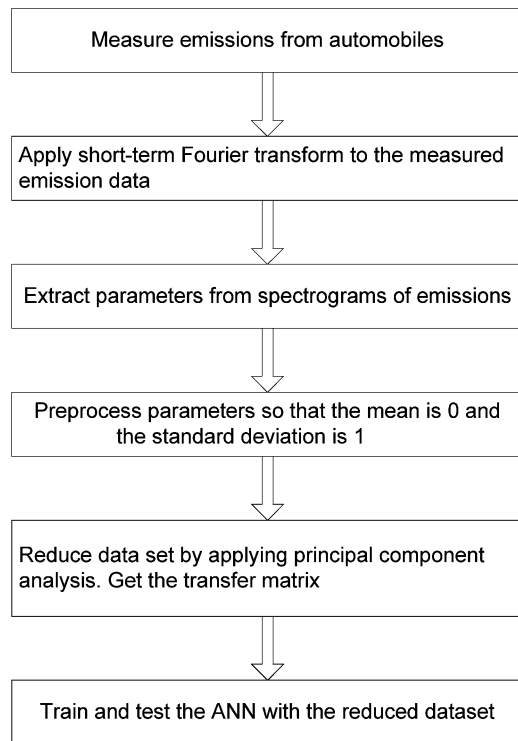 Measure emissions from automobiles
Apply short-term Fourier transform to the measured
emission data
Extract parameters from spectrograms of emissions
Preprocess parameters so that the mean is 0 and
the standard deviation is 1
Reduce data set by applying principal component
analysis. Get the transfer matrix
Train and test the ANN with the reduced dataset